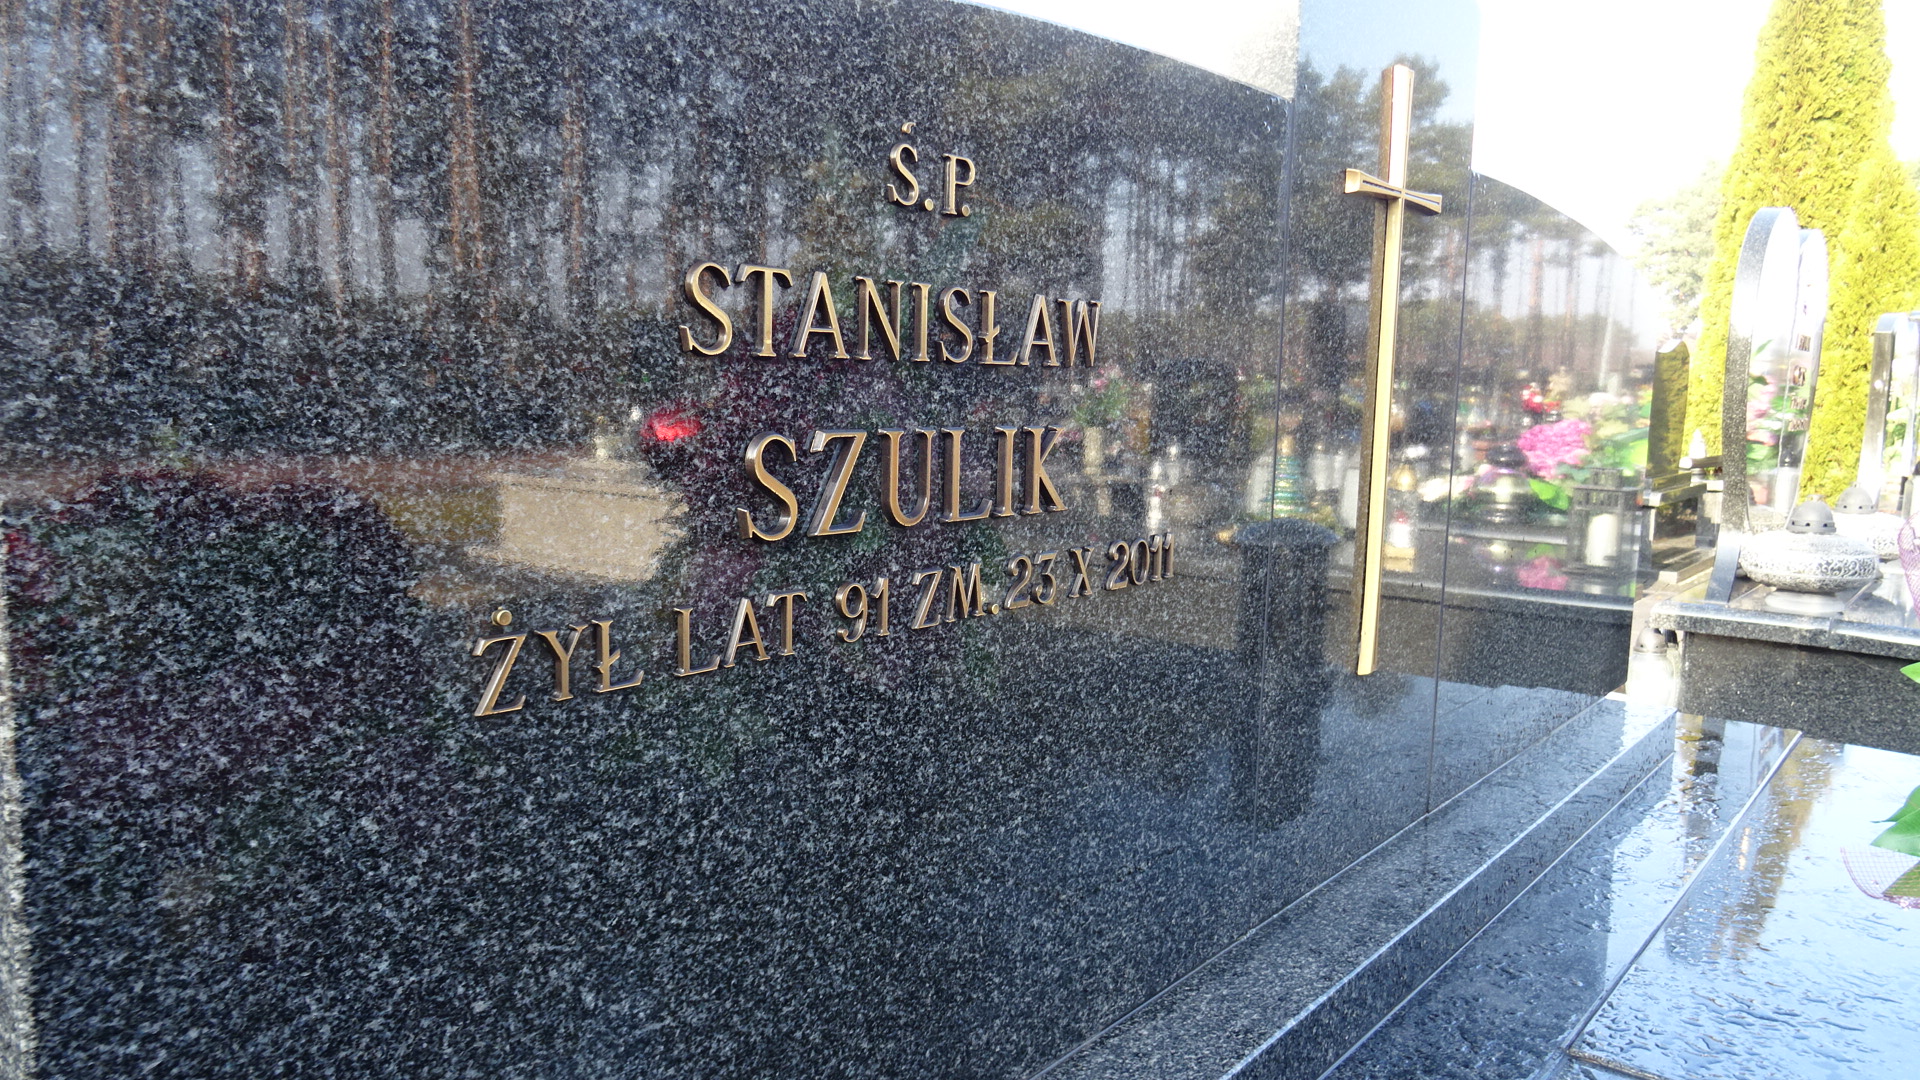 Ś.P.
STANISŁAW
SZULIK
ŻYŁ LAT 91 ZM. 23 X 2011